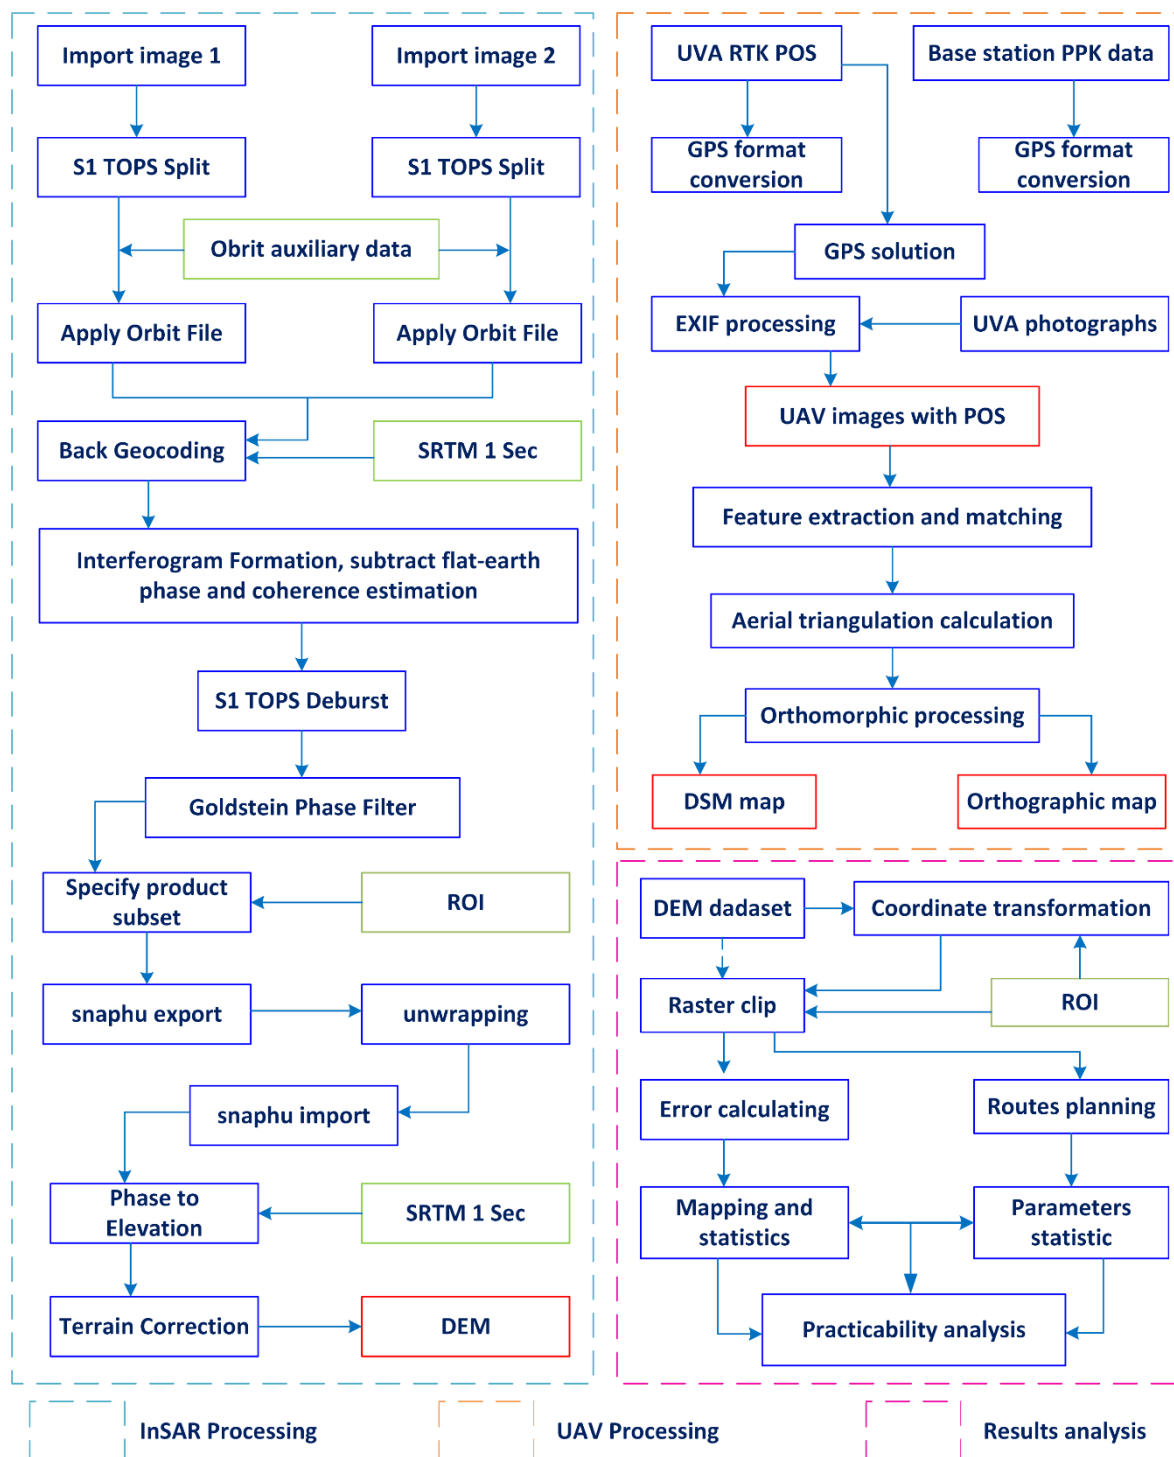 Import image 1
Import image 2
S1 TOPS Split
S1 TOPS Split
Obrit auxiliary data
Apply Orbit File
Apply Orbit File
Back Geocoding
SRTM 1 Sec
Interferogram Formation, subtract flat-earth
phase and coherence estimation
S1 TOPS Deburst
Goldstein Phase Filter
Specify product
subset
ROI
snaphu export
unwrapping
snaphu import
Phase to
Elevation
SRTM 1 Sec
Terrain Correction
DEM
UVA RTK POS
Base station PPK data
GPS format
conversion
GPS format
conversion
GPS solution
EXIF processing
UVA photographs
UAV images with POS
Feature extraction and matching
Aerial triangulation calculation
Orthomorphic processing
DSM map
Orthographic map
DEM dadaset
Coordinate transformation
Raster clip
ROI
Error calculating
Routes planning
Mapping and
statistics
Parameters
statistic
Practicability analysis
InSAR Processing
UAV Processing
Results analysis